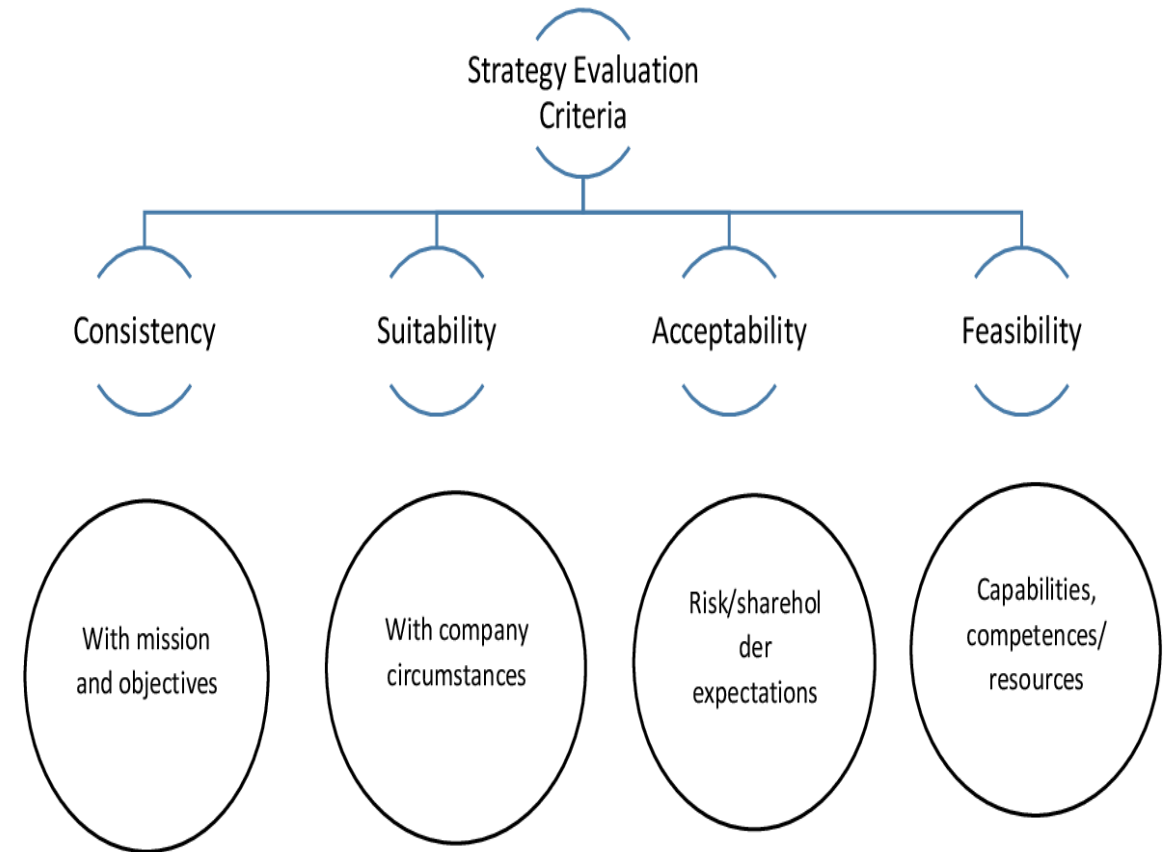 Strategy Evaluation
Criteria
Consistency
Suitability
Acceptability
Feasibility
With mission
and objectives
With company
circumstances
Risk/sharehol
der
expectations
Capabilities,
competences/
resources